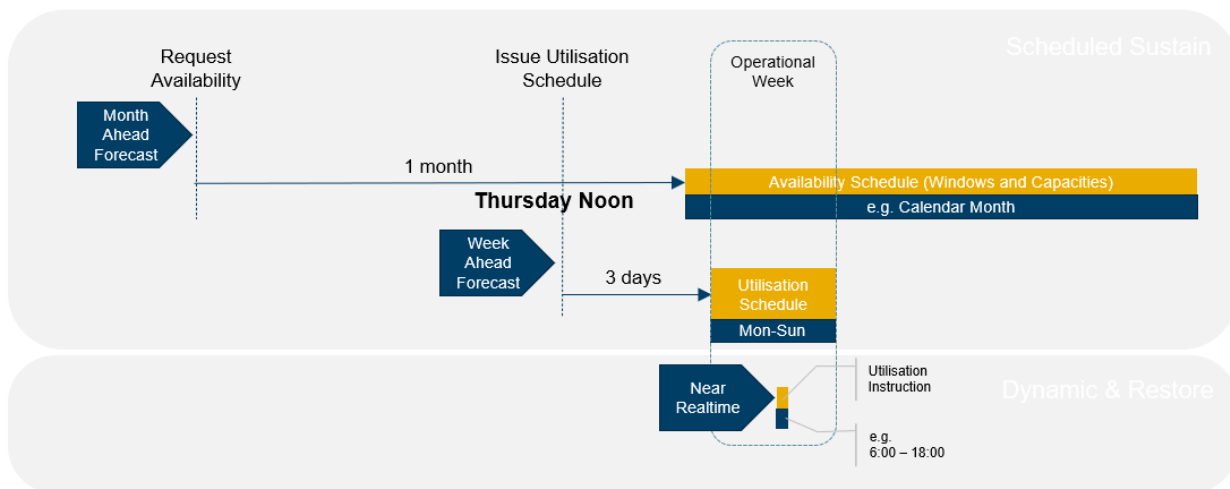 Scheduled Sustain
Request
Availability
Issue Utilisation
Schedule
Operational
Week
Month
Ahead
Forecast
1 month
Availability Schedule (Windows and Capacities)
e.g. Calendar Month
Thursday Noon
Week
Ahead
Forecast
3 days
Utilisation
Schedule
Mon-Sun
Dynamic & Restore
Near
Realtime
Utilisation
Instruction
e.g.
6:00 – 18:00